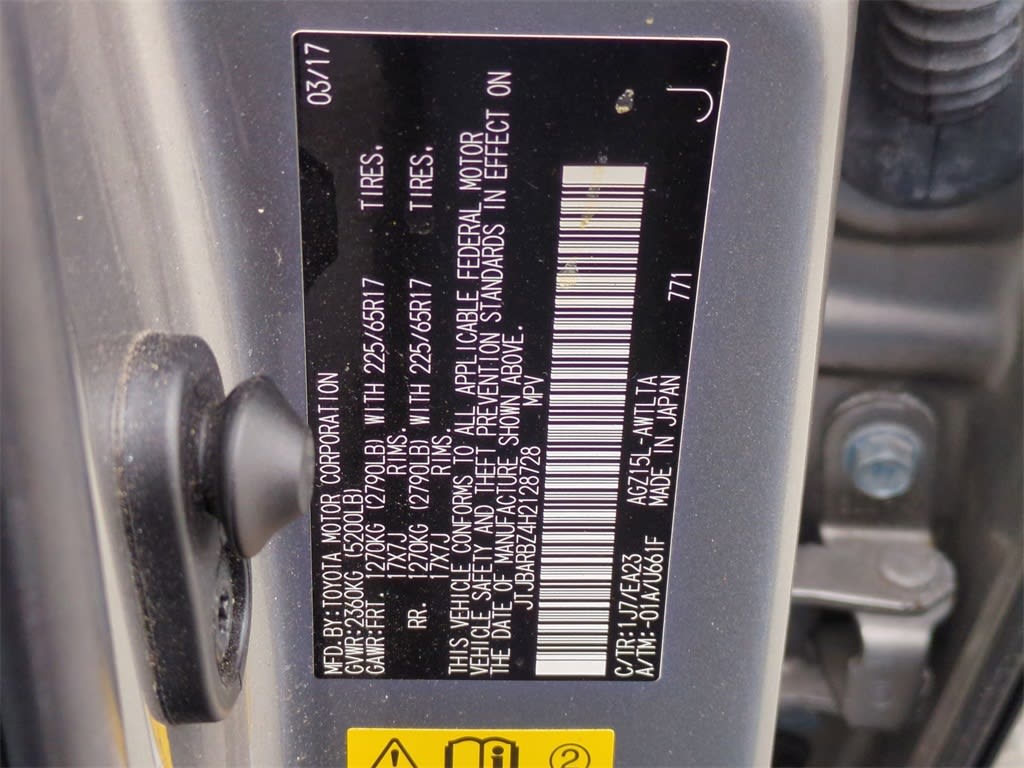 MFD.BY:TOYOTA MOTOR CORPORATION 03/17
GVWR:2360KG (5200LB)
GAWR:FRT. 1270KG (2790LB) WITH 225/65R17 TIRES.
17X7J RIMS.
RR. 1270KG (2790LB) WITH 225/65R17 TIRES.
17X7J RIMS.
THIS VEHICLE CONFORMS TO ALL APPLICABLE FEDERAL MOTOR
VEHICLE SAFETY AND THEFT PREVENTION STANDARDS IN EFFECT ON
THE DATE OF MANUFACTURE SHOWN ABOVE.
JTJBARBZ4H2128728 MPV
C/TR:1J7/EA23 AGZ15L-AWTLTA 771
A/TM:-01A/U661F MADE IN JAPAN
J
2